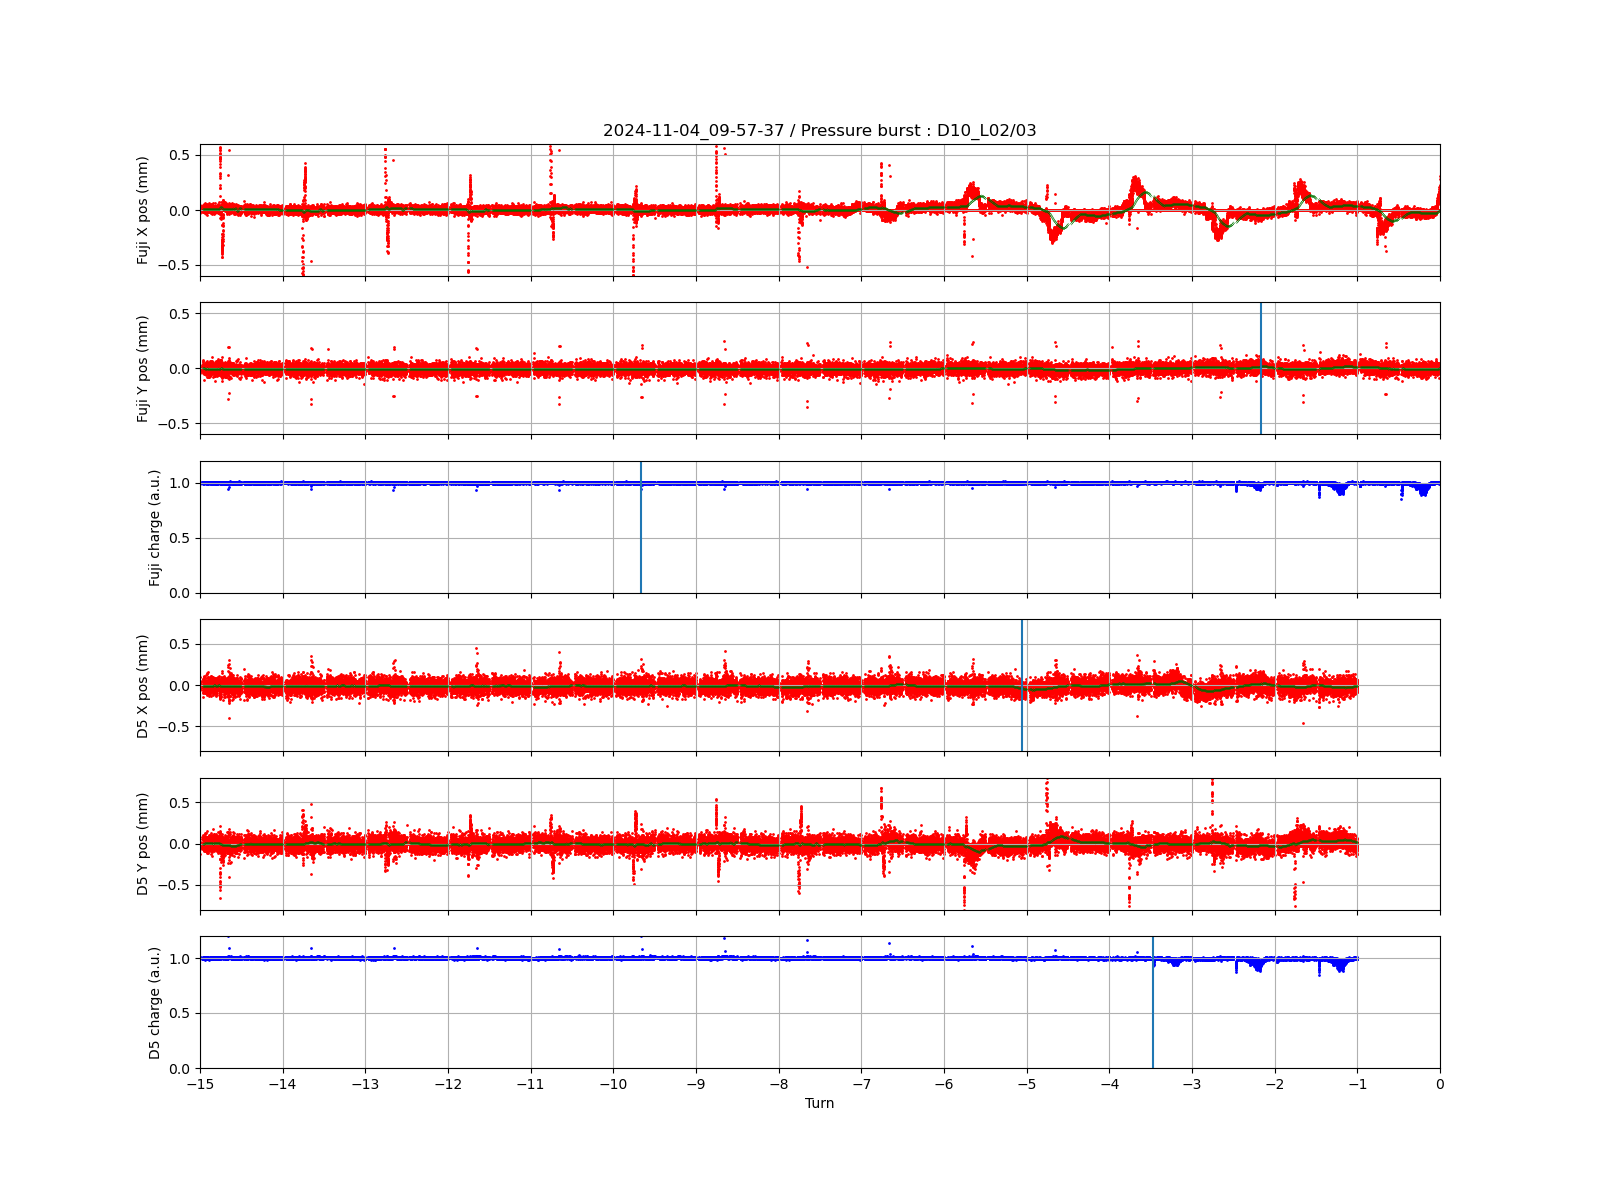 2024-11-04_09-57-37 / Pressure burst : D10_L02/03
Fuji X pos (mm)
0.5
0.0
−0.5
Fuji Y pos (mm)
0.5
0.0
−0.5
Fuji charge (a.u.)
1.0
0.5
0.0
D5 X pos (mm)
0.5
0.0
−0.5
D5 Y pos (mm)
0.5
0.0
−0.5
D5 charge (a.u.)
1.0
0.5
0.0
−15 −14 −13 −12 −11 −10 −9 −8 −7 −6 −5 −4 −3 −2 −1 0
Turn